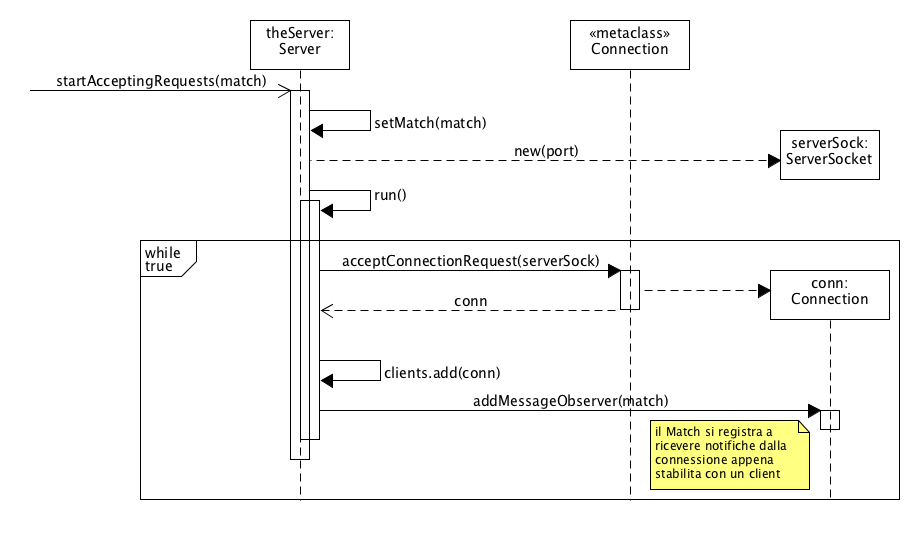 theServer:
Server
«metaclass»
Connection
startAcceptingRequests(match)
setMatch(match)
new(port)
serverSock:
ServerSocket
run()
while
true
acceptConnectionRequest(serverSock)
conn:
Connection
conn
clients.add(conn)
addMessageObserver(match)
il Match si registra a
ricevere notifiche dalla
connessione appena
stabilita con un client